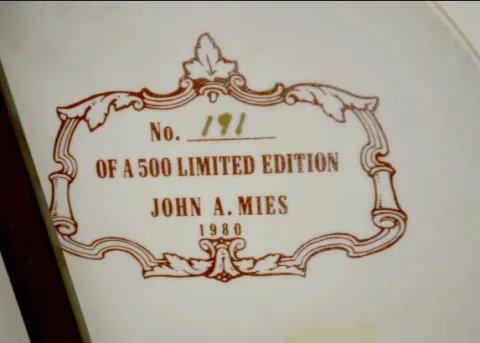 No. 191
OF A 500 LIMITED EDITION
JOHN A. MIES
1980